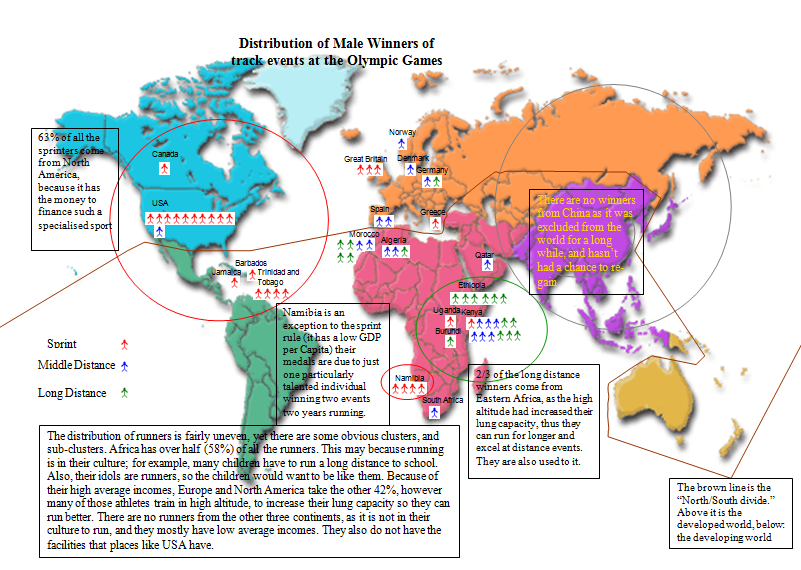 Distribution of Male Winners of
track events at the Olympic Games
63% of all the
sprinters come
from North
America,
because it has
the money to
finance such a
specialised sport
Canada
USA
Norway
Great Britain
Denmark
Germany
Spain
Greece
Morocco
Algeria
Qatar
There are no winners
from China as it was
excluded from the
world for a long
while, and hasn't
had a chance to re-
gain
Barbados
Jamaica
Trinidad and
Tobago
Ethiopia
Uganda
Kenya
Burundi
Namibia
South Africa
Namibia is an
exception to the sprint
rule (it has a low GDP
per Capita) their
medals are due to just
one particularly
talented individual
winning two events
two years running.
Sprint
Middle Distance
Long Distance
2/3 of the long distance
winners come from
Eastern Africa, as the high
altitude had increased their
lung capacity, thus they
can run for longer and
excel at distance events.
They are also used to it.
The distribution of runners is fairly uneven, yet there are some obvious clusters, and
sub-clusters. Africa has over half (58%) of all the runners. This may because running
is in their culture; for example, many children have to run a long distance to school.
Also, their idols are runners, so the children would want to be like them. Because of
their high average incomes, Europe and North America take the other 42%, however
many of those athletes train in high altitude, to increase their lung capacity so they can
run better. There are no runners from the other three continents, as it is not in their
culture to run, and they mostly have low average incomes. They also do not have the
facilities that places like USA have.
The brown line is the
“North/South divide.”
Above it is the
developed world, below:
the developing world